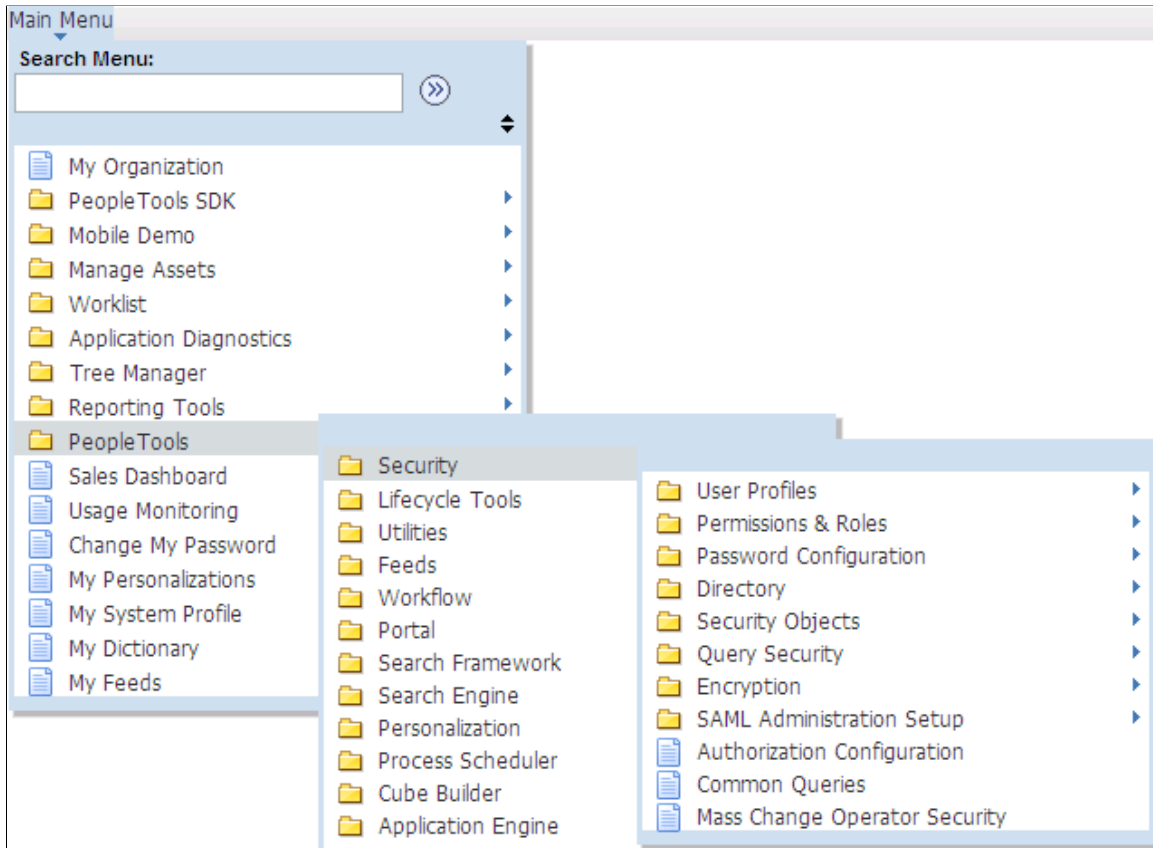 Main Menu
Search Menu:
My Organization
PeopleTools SDK
Mobile Demo
Manage Assets
Worklist
Application Diagnostics
Tree Manager
Reporting Tools
PeopleTools
Sales Dashboard
Usage Monitoring
Change My Password
My Personalizations
My System Profile
My Dictionary
My Feeds
Security
Lifecycle Tools
Utilities
Feeds
Workflow
Portal
Search Framework
Search Engine
Personalization
Process Scheduler
Cube Builder
Application Engine
User Profiles
Permissions & Roles
Password Configuration
Directory
Security Objects
Query Security
Encryption
SAML Administration Setup
Authorization Configuration
Common Queries
Mass Change Operator Security